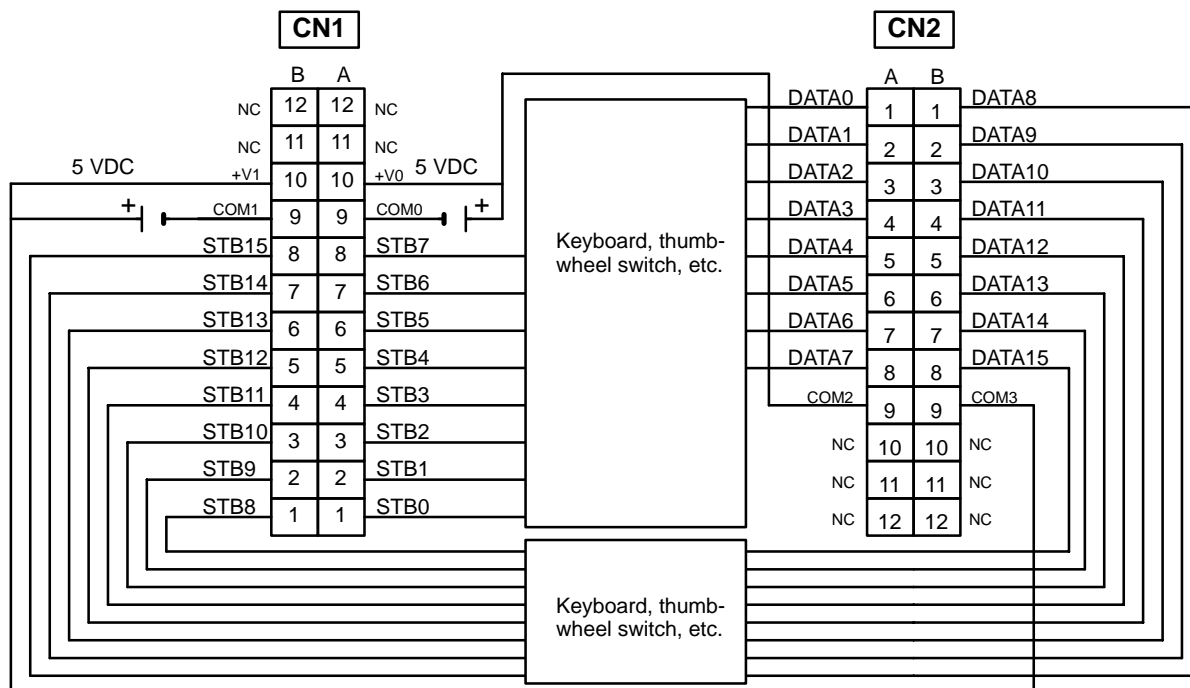 CN1 CN2
B A A B
NC 12 12 NC DATA0 1 1 DATA8
NC 11 11 NC DATA1 2 2 DATA9
5 VDC +V1 10 10 +V0 5 VDC DATA2 3 3 DATA10
+ COM1 9 9 COM0 + DATA3 4 4 DATA11
STB15 8 8 STB7 Keyboard, thumb-
wheel switch, etc. DATA4 5 5 DATA12
STB14 7 7 STB6 DATA5 6 6 DATA13
STB13 6 6 STB5 DATA6 7 7 DATA14
STB12 5 5 STB4 DATA7 8 8 DATA15
STB11 4 4 STB3 COM2 9 9 COM3
STB10 3 3 STB2 NC 10 10 NC
STB9 2 2 STB1 NC 11 11 NC
STB8 1 1 STB0 NC 12 12 NC
Keyboard, thumb-
wheel switch, etc.